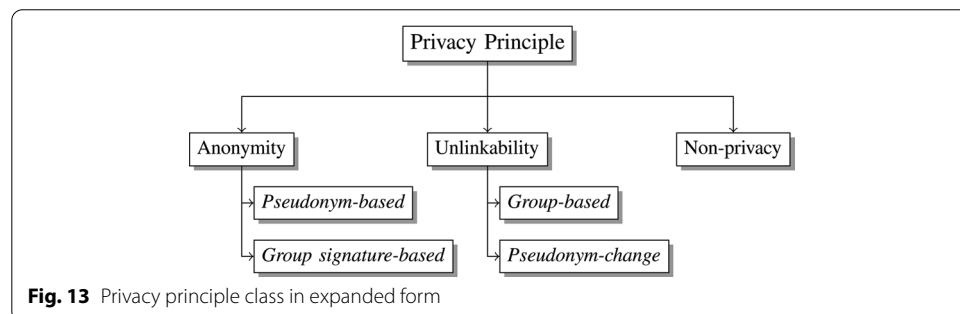 Privacy Principle
Anonymity
Unlinkability
Non-privacy
Pseudonym-based
Group-based
Group signature-based
Pseudonym-change
Fig. 13 Privacy principle class in expanded form